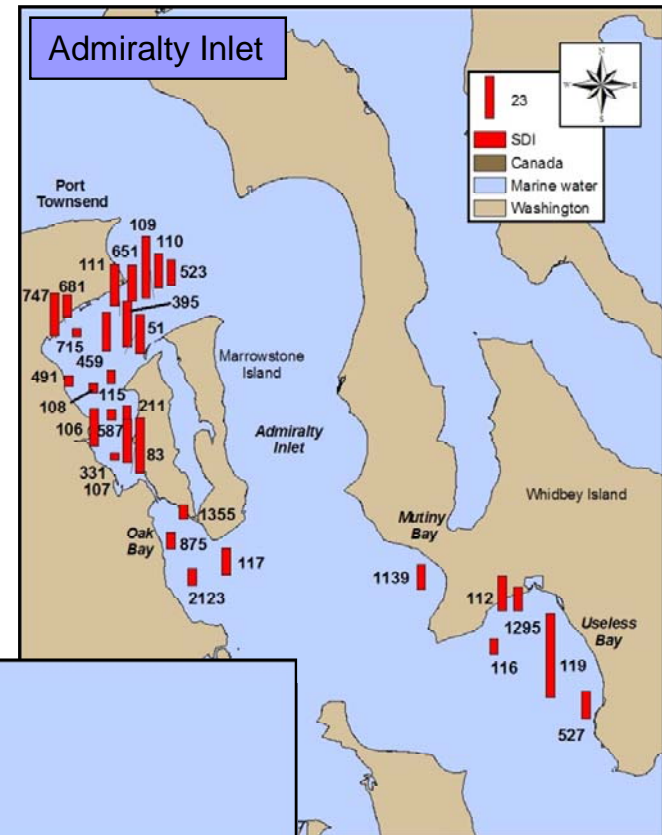 Admiralty Inlet
N
W
E
S
23
SDI
Canada
Marine water
Washington
Port
Townsend
109
651
110
111
523
747
681
395
51
715
459
Marrowstone
Island
491
115
108
211
Admiralty
Inlet
106
587
83
331
107
Whidbey Island
1355
Mutiny
Bay
Oak
Bay
875
117
1139
112
2123
1295
Useless
Bay
116
119
527